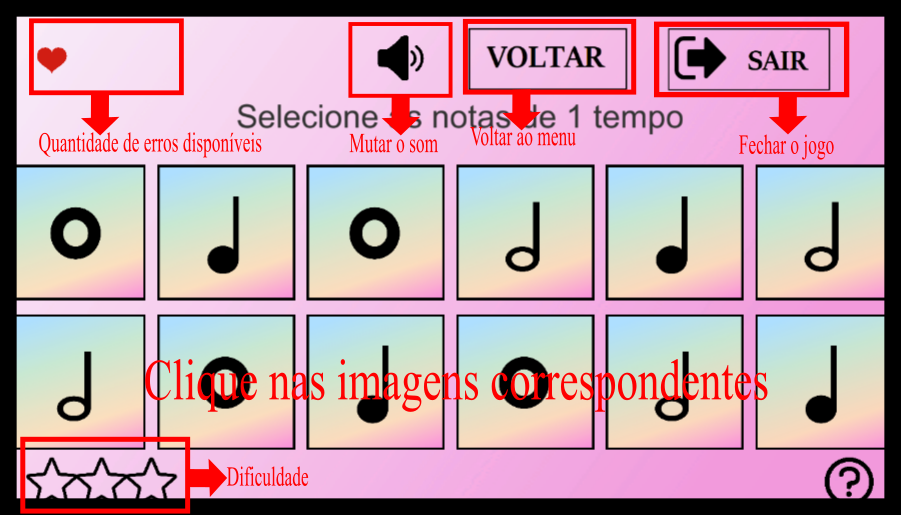 VOLTAR
SAIR
Selecione as notas de 1 tempo
Quantidade de erros disponíveis
Mutar o som
Voltar ao menu
Fechar o jogo
Clique nas imagens correspondentes
Dificuldade
?